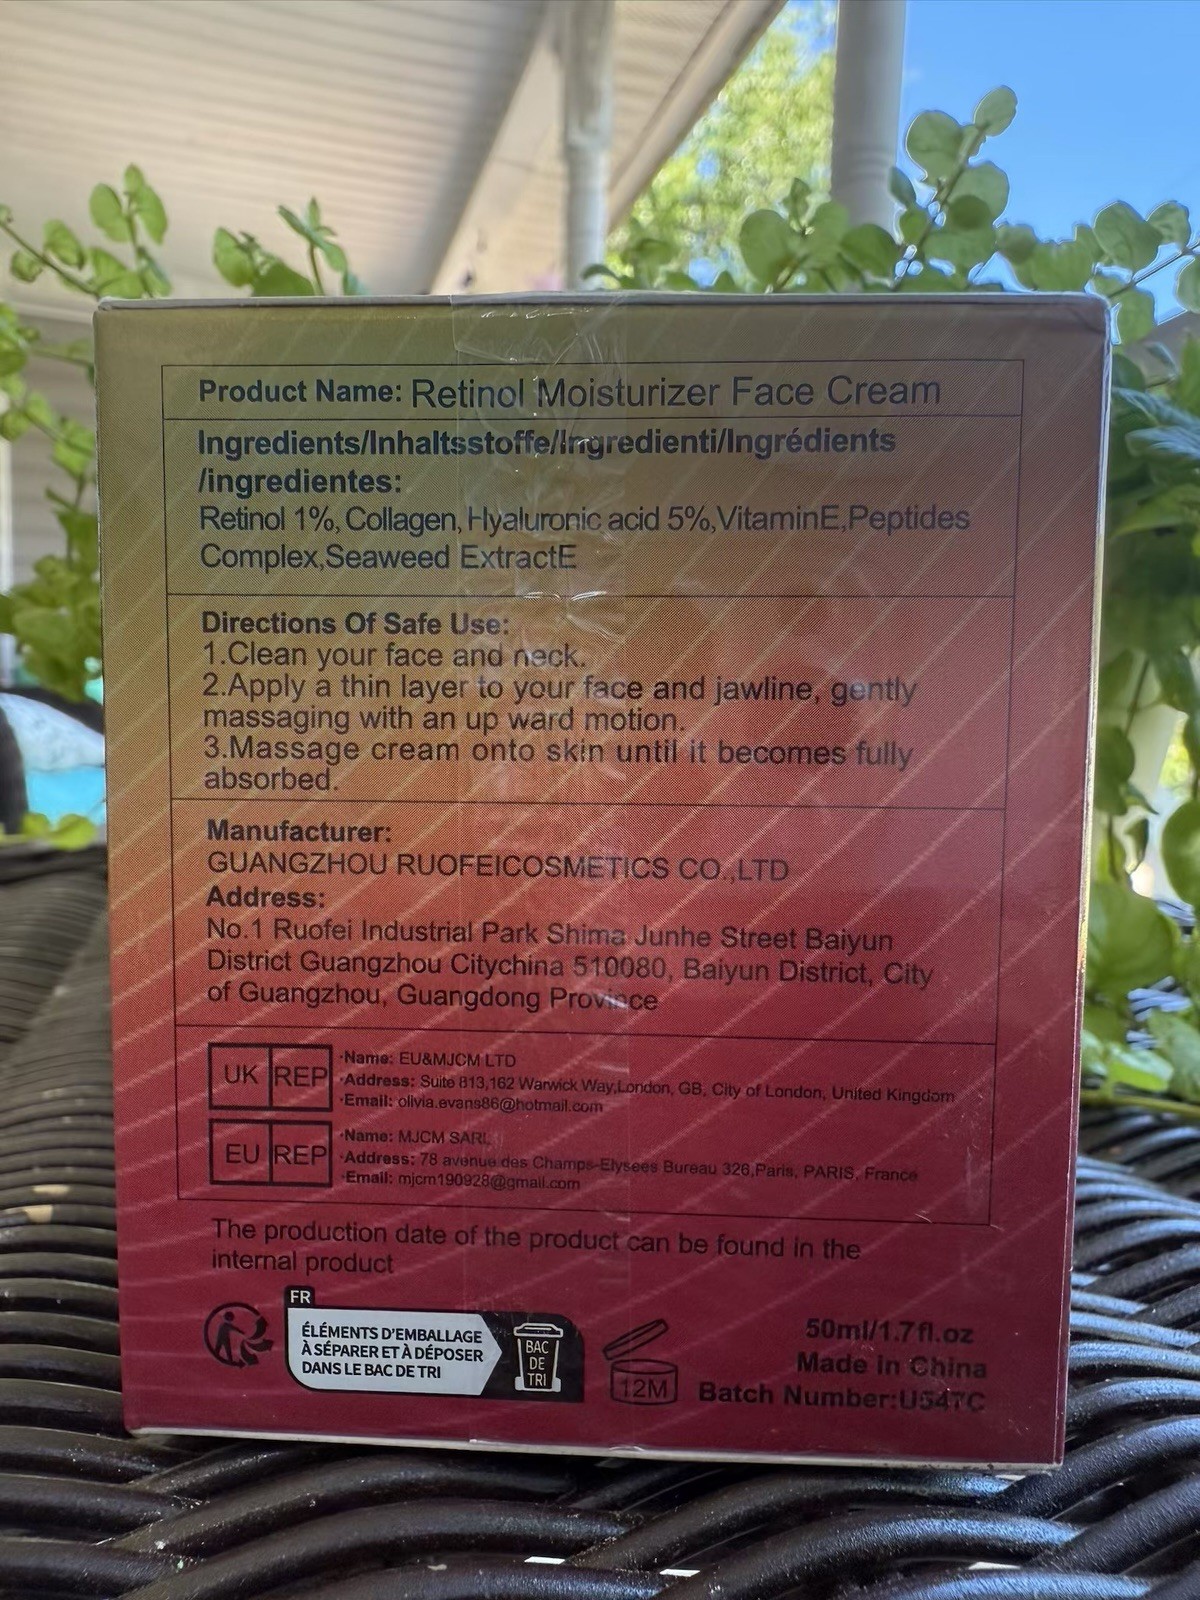 Product Name: Retinol Moisturizer Face Cream
Ingredients/Inhaltsstoffe/Ingredienti/Ingrédients
/ingredientes:
Retinol 1%, Collagen, Hyaluronic acid 5%,VitaminE,Peptides
Complex,Seaweed ExtractE
Directions Of Safe Use:
1.Clean your face and neck.
2.Apply a thin layer to your face and jawline, gently
massaging with an up ward motion.
3.Massage cream onto skin until it becomes fully
absorbed.
Manufacturer:
GUANGZHOU RUOFEICOSMETICS CO.,LTD
Address:
No.1 Ruofei Industrial Park Shima Junhe Street Baiyun
District Guangzhou Citychina 510080, Baiyun District, City
of Guangzhou, Guangdong Province
UK REP
·Name: EU&MJCM LTD
·Address: Suite 813,162 Warwick Way,London, GB, City of London, United Kingdom
·Email: olivia.evans86@hotmail.com
EU REP
·Name: MJCM SARL
·Address: 78 avenue des Champs-Elysees Bureau 326,Paris, PARIS, France
·Email: mjcm190928@gmail.com
The production date of the product can be found in the
internal product
FR
ÉLÉMENTS D'EMBALLAGE
À SÉPARER ET À DÉPOSER
DANS LE BAC DE TRI
BAC
DE
TRI
12M
50ml/1.7fl.oz
Made In China
Batch Number:U547C